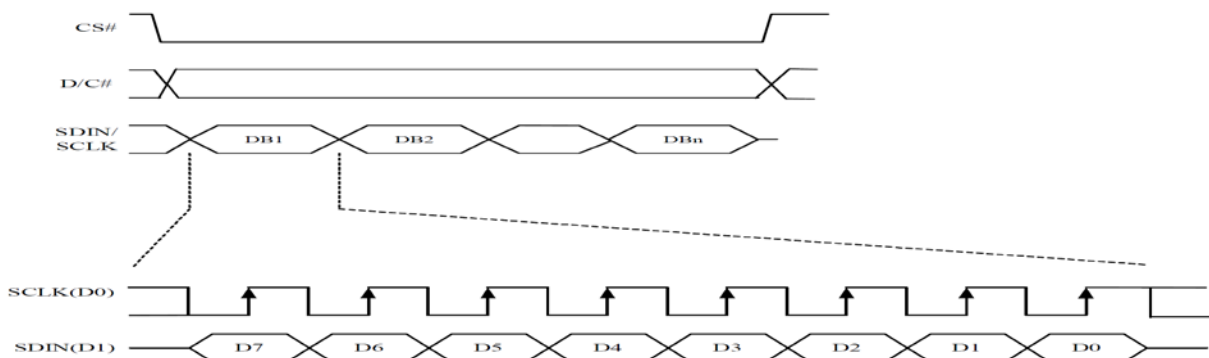 CS#
D/C#
SDIN/
SCLK
DB1 DB2 DBn
SCLK(D0)
SDIN(D1) D7 D6 D5 D4 D3 D2 D1 D0